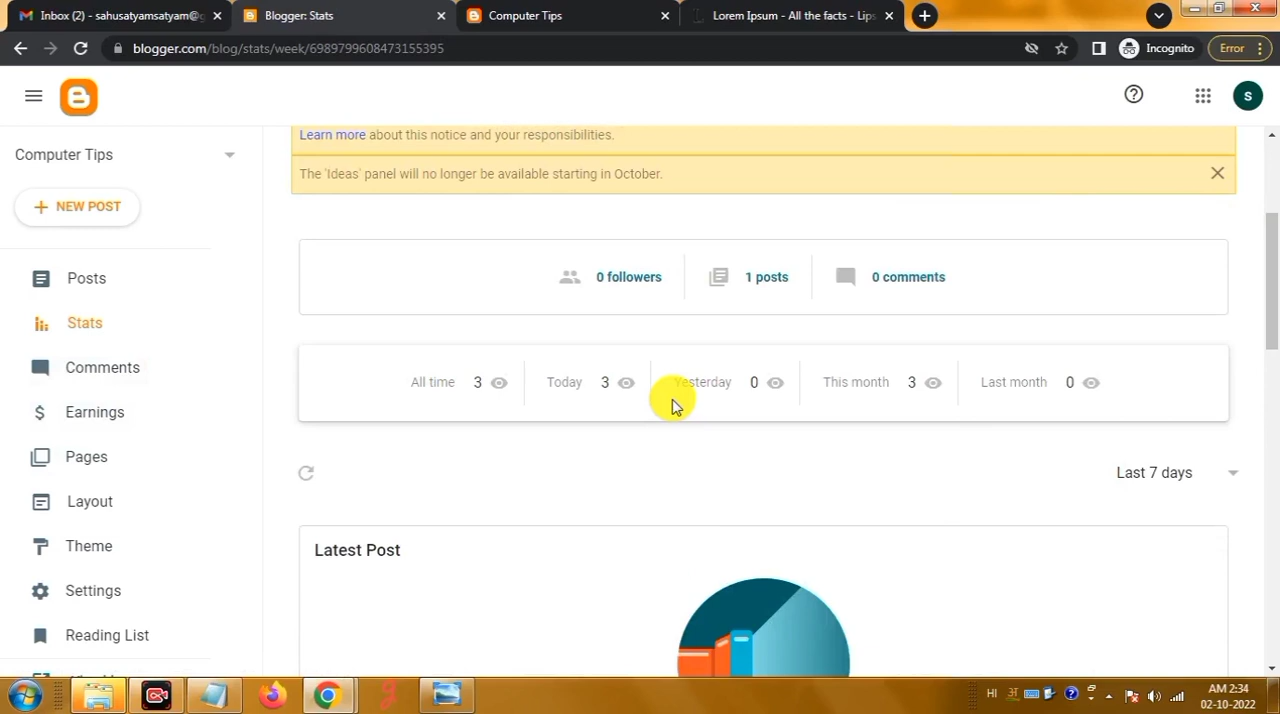 Inbox (2) - sahusatyamsatyam@g
Blogger: Stats
Computer Tips
Lorem Ipsum - All the facts - Lips
blogger.com/blog/stats/week/6989799608473155395
Incognito
Error
S
Computer Tips
NEW POST
Posts
Stats
Comments
Earnings
Pages
Layout
Theme
Settings
Reading List
Learn more about this notice and your responsibilities.
The 'Ideas' panel will no longer be available starting in October.
0 followers
1 posts
0 comments
All time 3
Today 3
Yesterday 0
This month 3
Last month 0
Last 7 days
Latest Post
HI
AM 2:34
02-10-2022